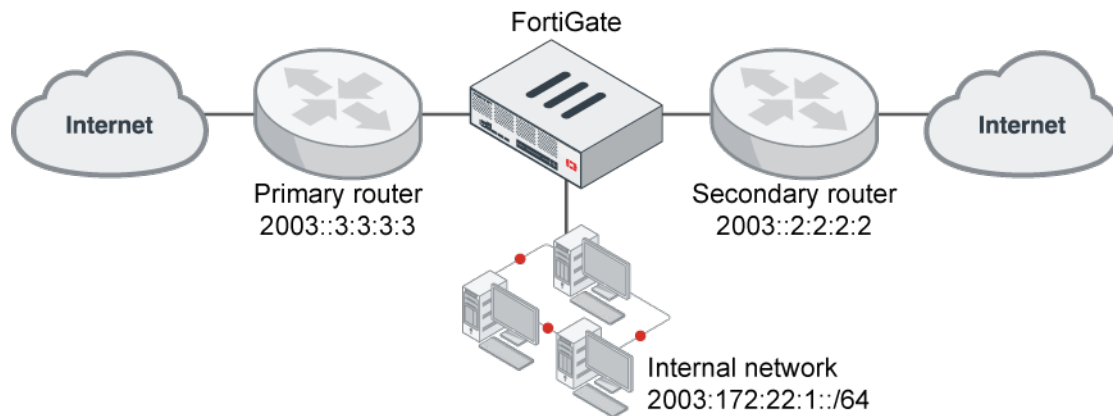 FortiGate
Internet
Internet
Primary router
2003::3:3:3:3
Secondary router
2003::2:2:2:2
Internal network
2003:172:22:1::/64